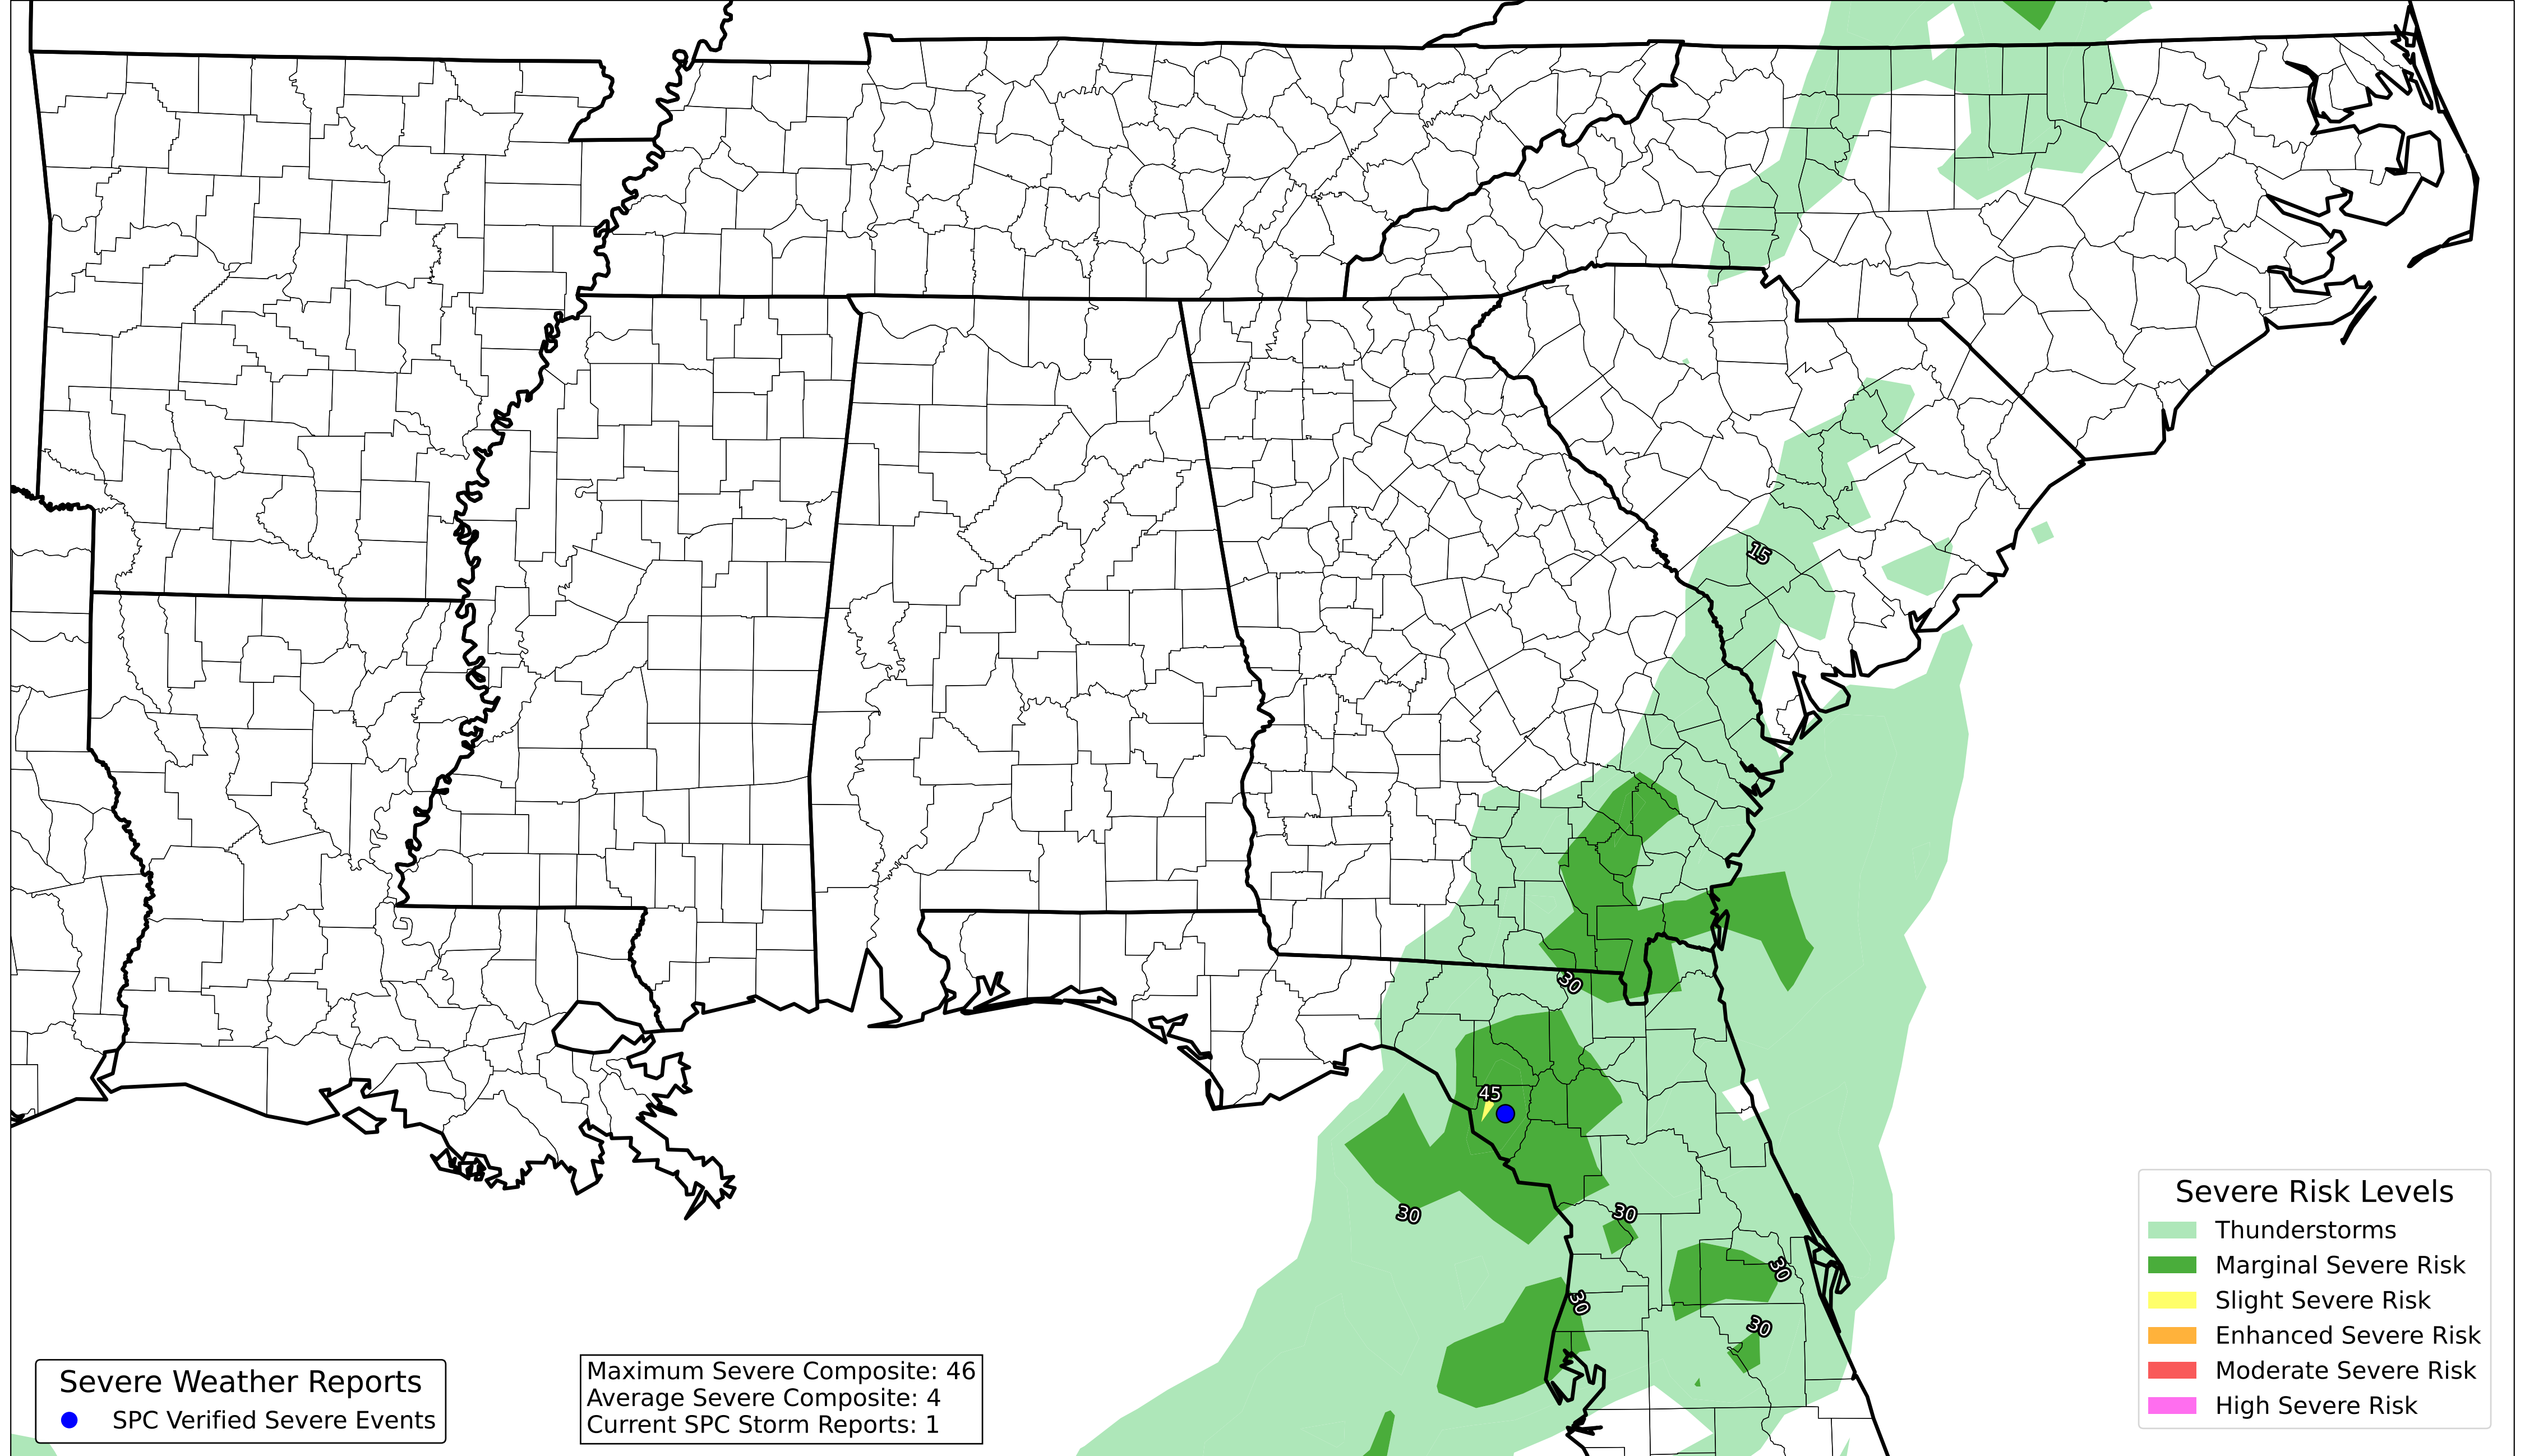 15
30
45
30
30
30
30
30
Severe Risk Levels
Thunderstorms
Marginal Severe Risk
Slight Severe Risk
Enhanced Severe Risk
Moderate Severe Risk
High Severe Risk
Severe Weather Reports
SPC Verified Severe Events
Maximum Severe Composite: 46
Average Severe Composite: 4
Current SPC Storm Reports: 1